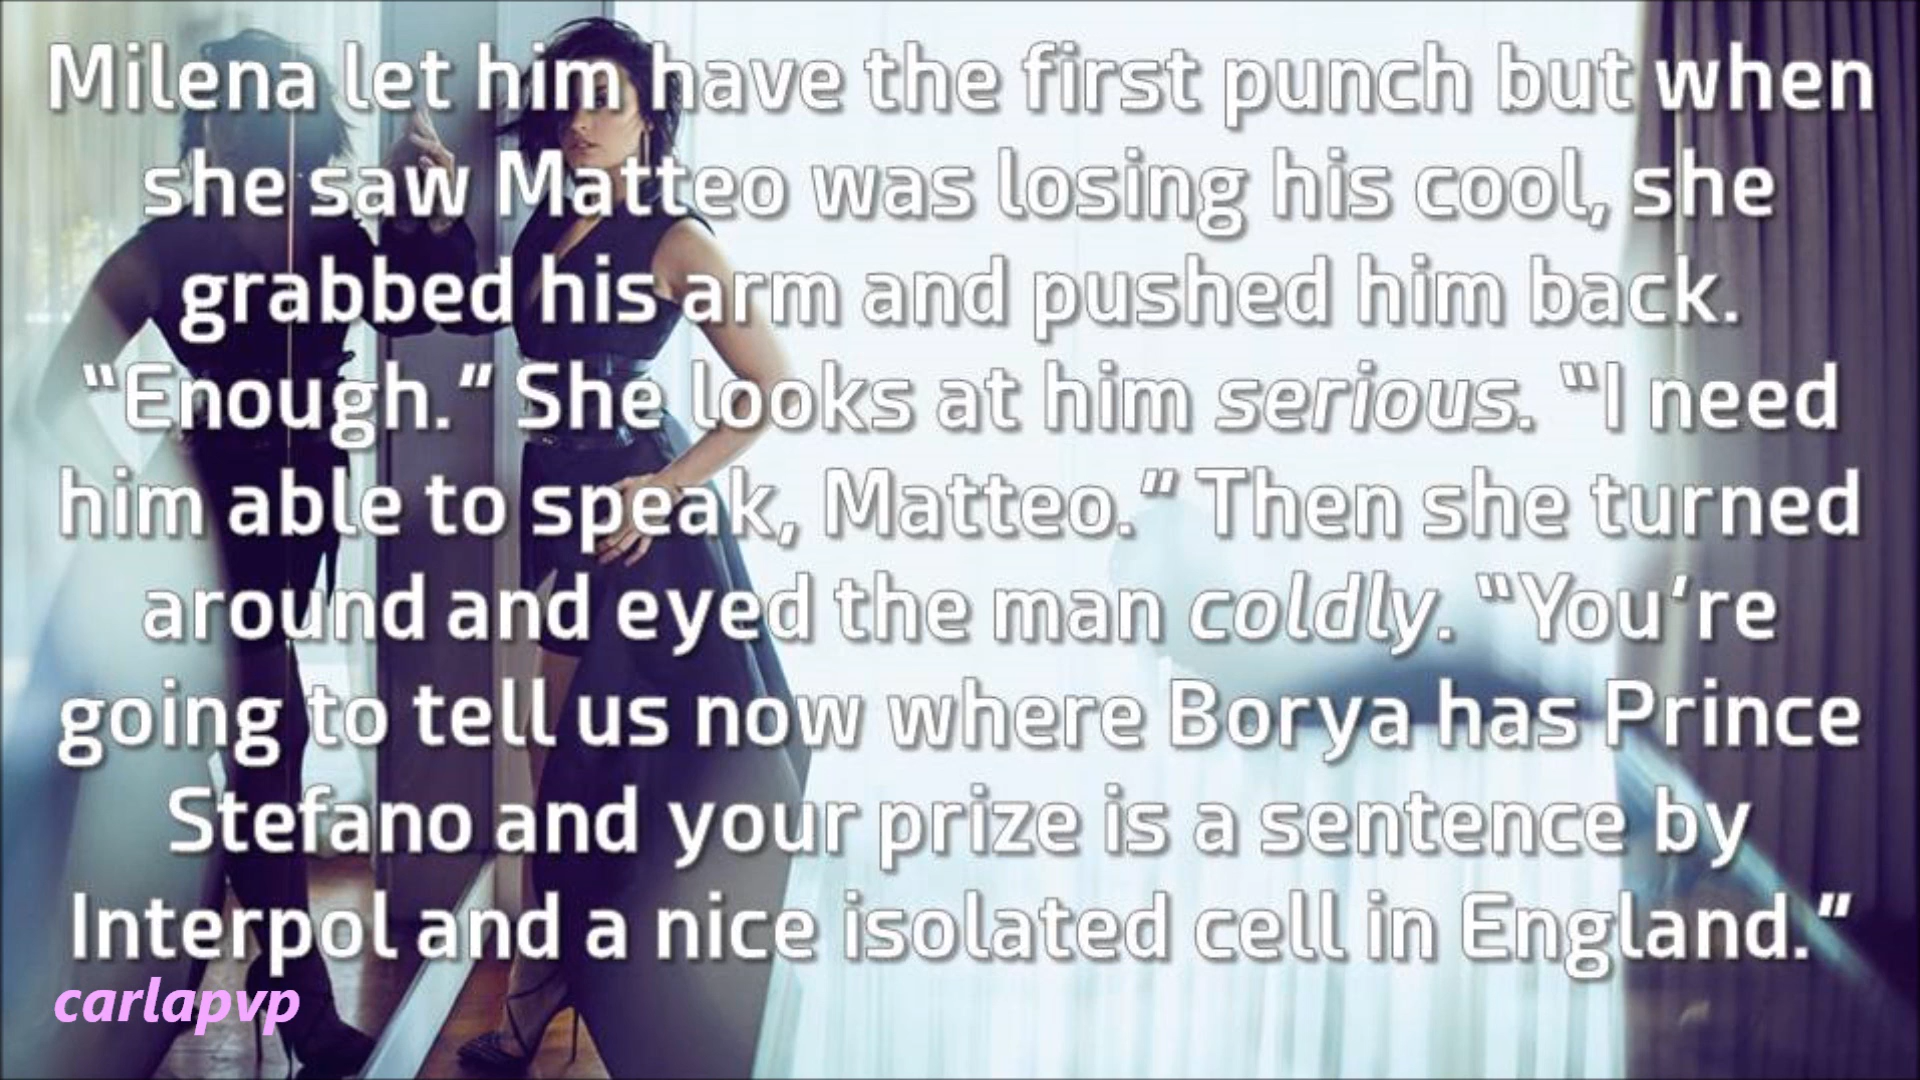 Milena let him have the first punch but when
she saw Matteo was losing his cool, she
grabbed his arm and pushed him back.
“Enough.” She looks at him serious. “I need
him able to speak, Matteo.” Then she turned
around and eyed the man coldly. “You’re
going to tell us now where Borya has Prince
Stefano and your prize is a sentence by
Interpol and a nice isolated cell in England.”
carlapvp